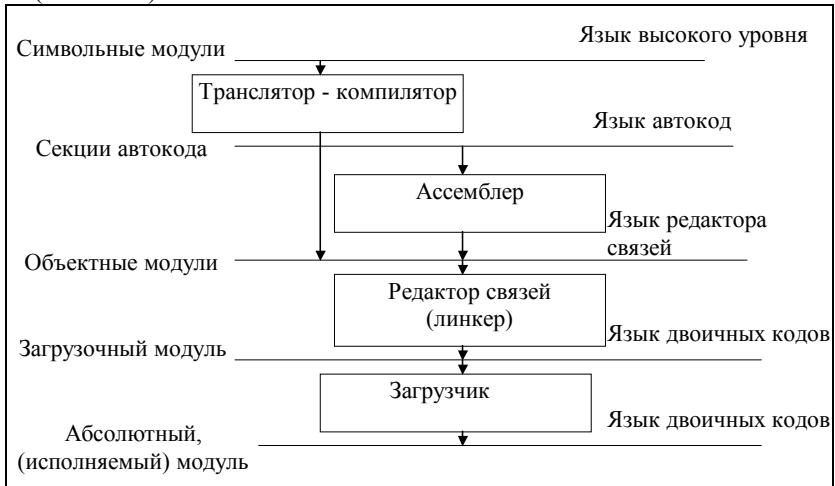 Язык высокого уровня
Символьные модули
Транслятор - компилятор
Язык автокод
Секции автокода
Ассемблер
Язык редактора
связей
Объектные модули
Редактор связей
(линкер)
Язык двоичных кодов
Загрузочный модуль
Загрузчик
Язык двоичных кодов
Абсолютный,
(исполняемый) модуль